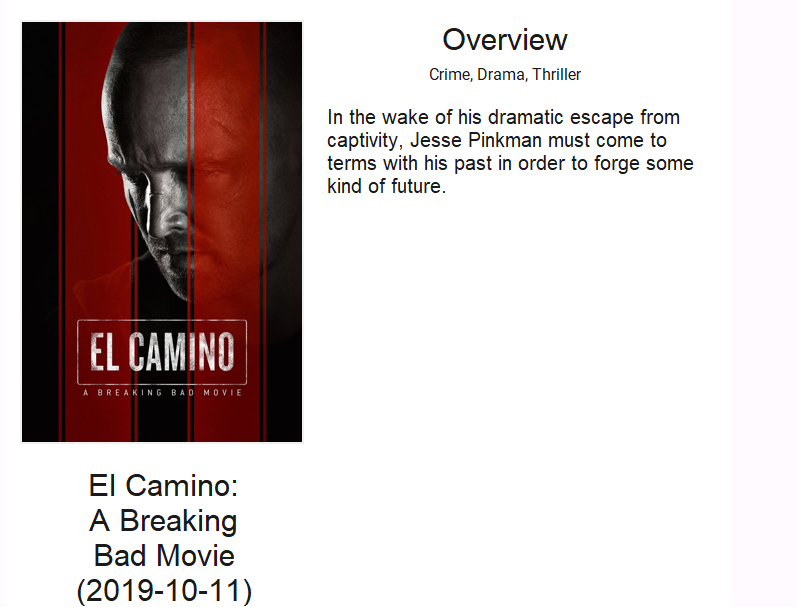 Overview
Crime, Drama, Thriller
In the wake of his dramatic escape from
captivity, Jesse Pinkman must come to
terms with his past in order to forge some
kind of future.
EL CAMINO
A BREAKING BAD MOVIE
El Camino:
A Breaking
Bad Movie
(2019-10-11)